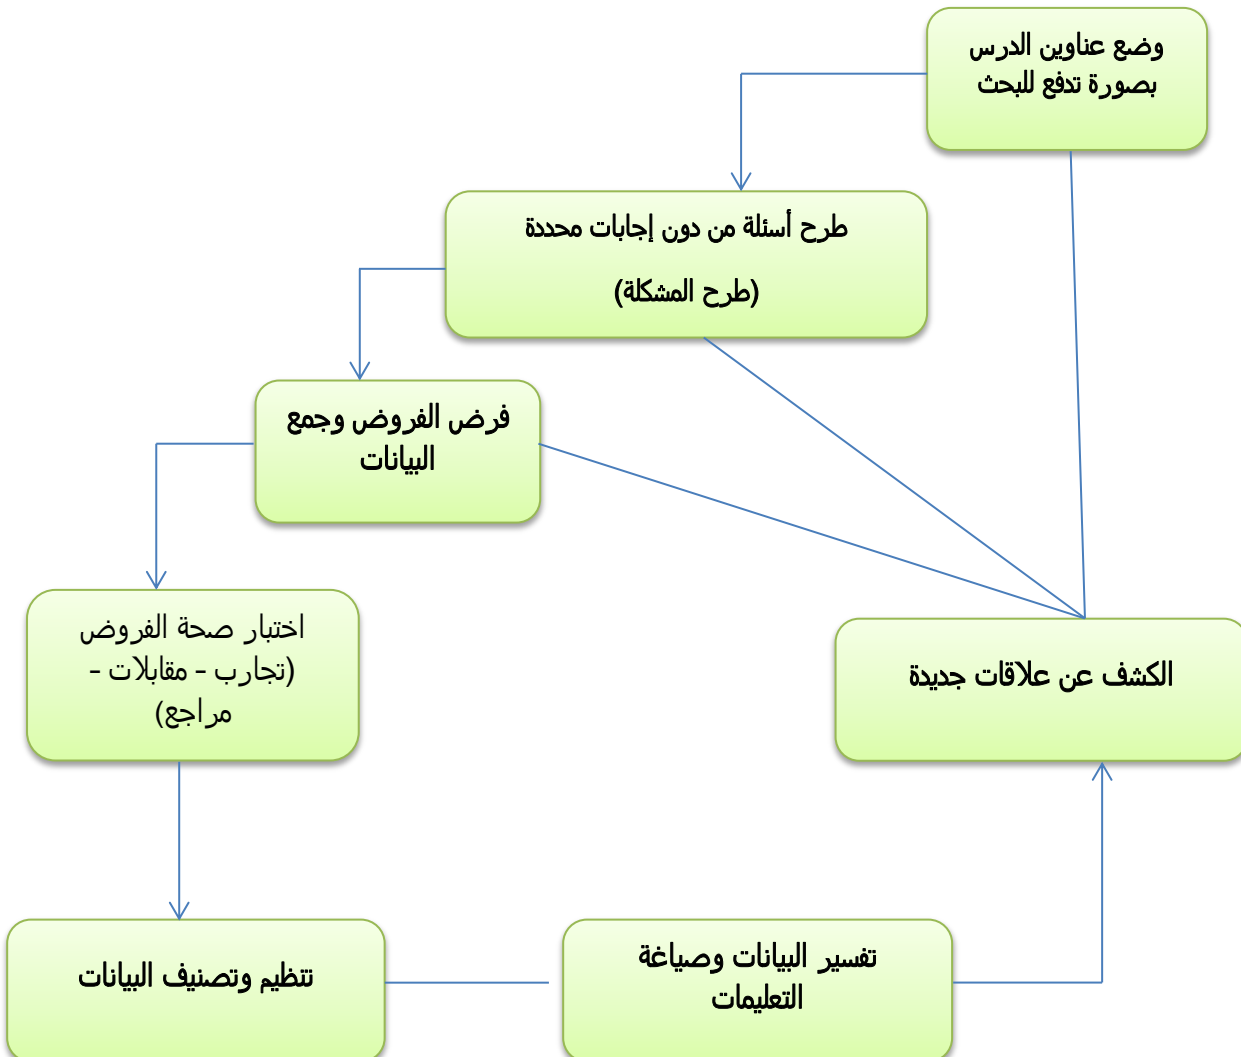 وضع عناوين الدرس
بصورة تدفع للبحث
طرح أسئلة من دون إجابات محددة
(طرح المشكلة)
فرض الفروض وجمع
البيانات
اختبار صحة الفروض
(تجارب - مقابلات -
مراجع)
تنظيم وتصنيف البيانات
تفسير البيانات وصياغة
التعليمات
الكشف عن علاقات جديدة